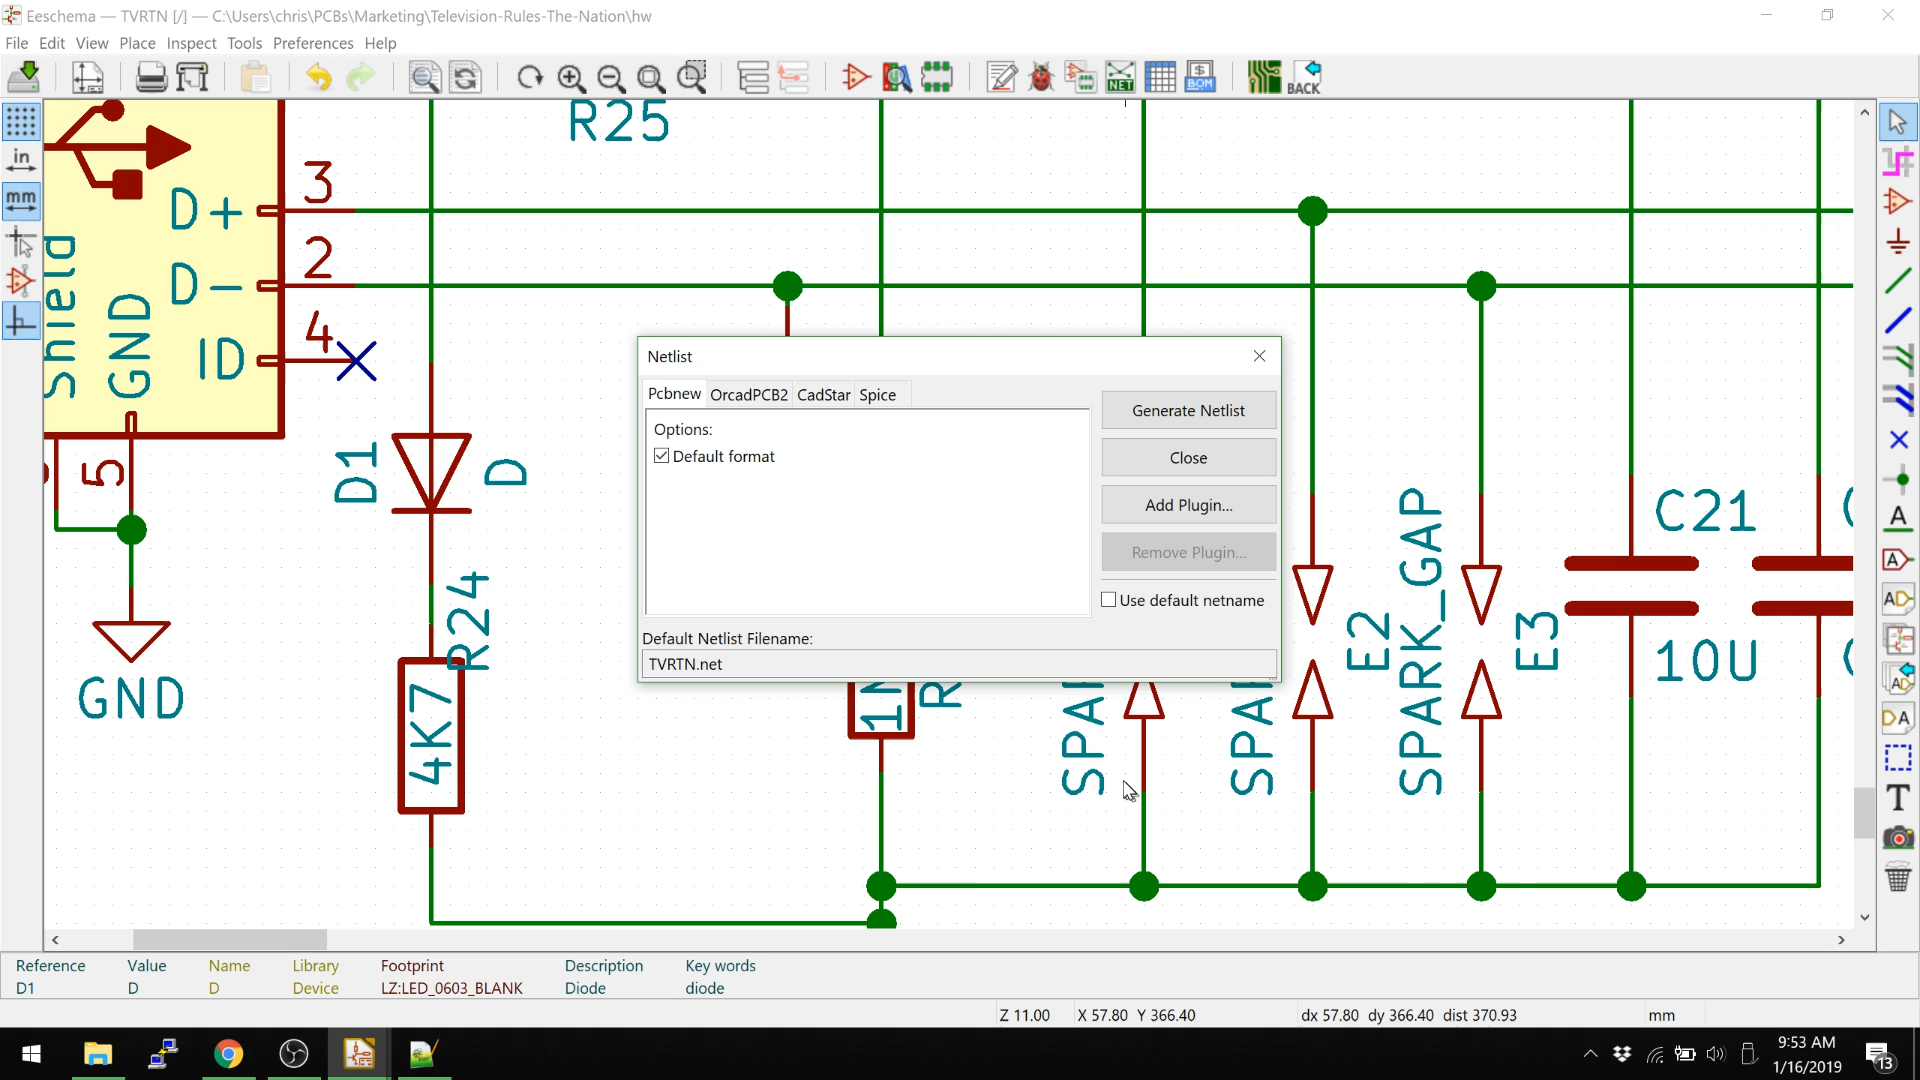 Eeschema — TVRTN [/] — C:\Users\chris\PCBs\Marketing\Television-Rules-The-Nation\hw
File Edit View Place Inspect Tools Preferences Help
NET
$
BOM
BACK
in
mm
R25
3
D+
2
D-
4
ID
Shield
GND
5
GND
D1
D
R24
4K7
Netlist
Pcbnew OrcadPCB2 CadStar Spice
Options:
Default format
Generate Netlist
Close
Add Plugin...
Remove Plugin...
Use default netname
Default Netlist Filename:
TVRTN.net
E2
SPARK_GAP
E3
C21
10U
A
A
A
A
A
T
Reference Value Name Library Footprint Description Key words
D1 D D Device LZ:LED_0603_BLANK Diode diode
Z 11.00 X 57.80 Y 366.40 dx 57.80 dy 366.40 dist 370.93 mm
9:53 AM
1/16/2019
13